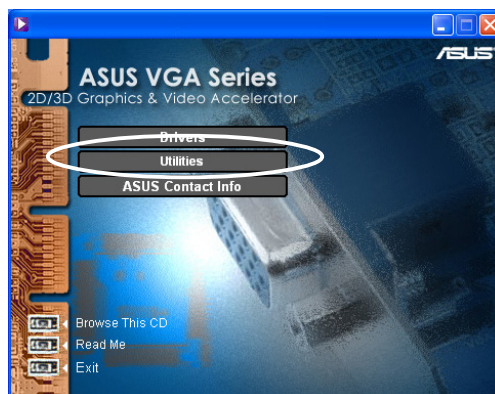 ASUS
ASUS VGA Series
2D/3D Graphics & Video Accelerator
Drivers
Utilities
ASUS Contact Info
Browse This CD
Read Me
Exit